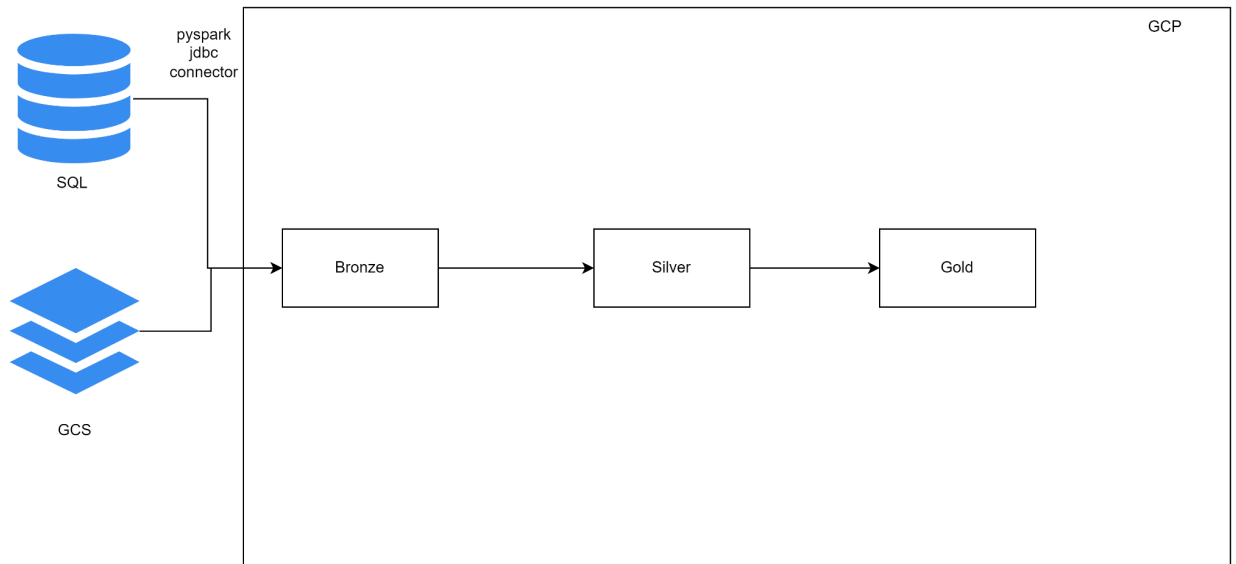 GCP
pyspark
jdbc
connector
SQL
Bronze
Silver
Gold
GCS